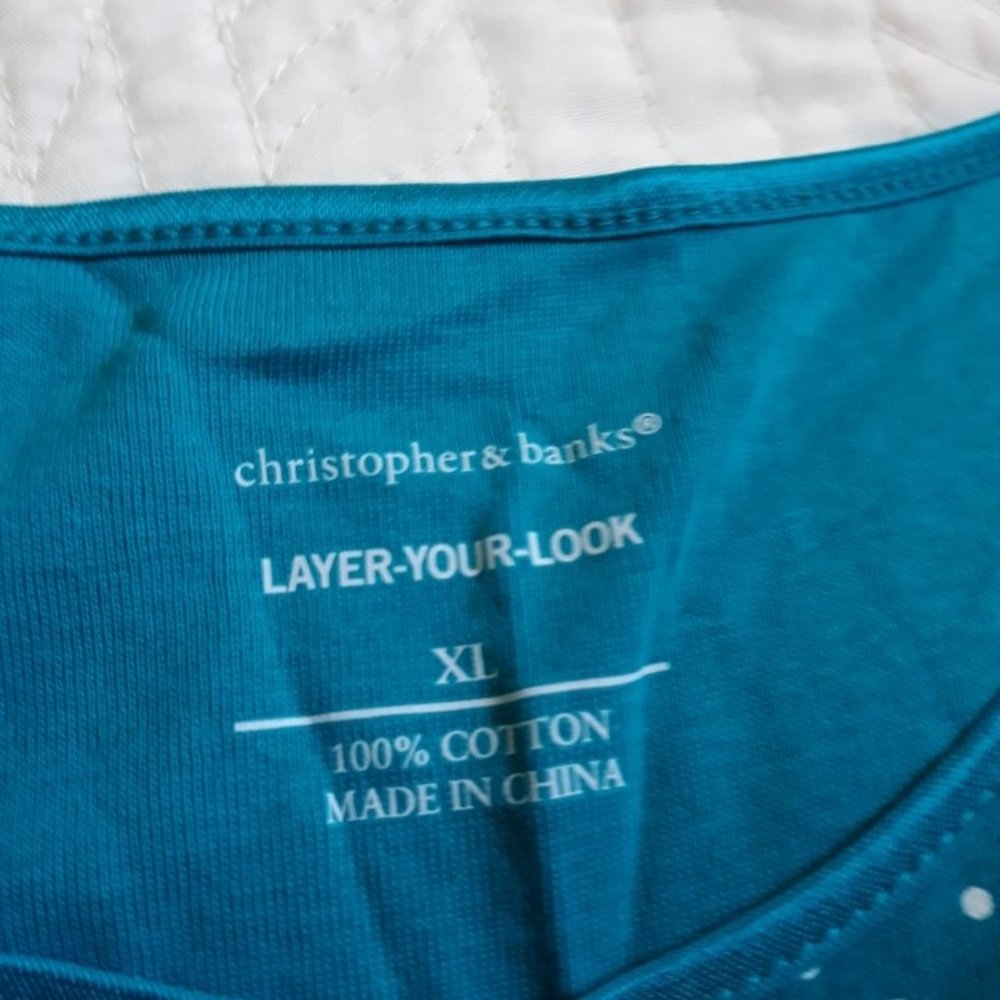 christopher & banks®
LAYER-YOUR-LOOK
XL
100% COTTON
MADE IN CHINA